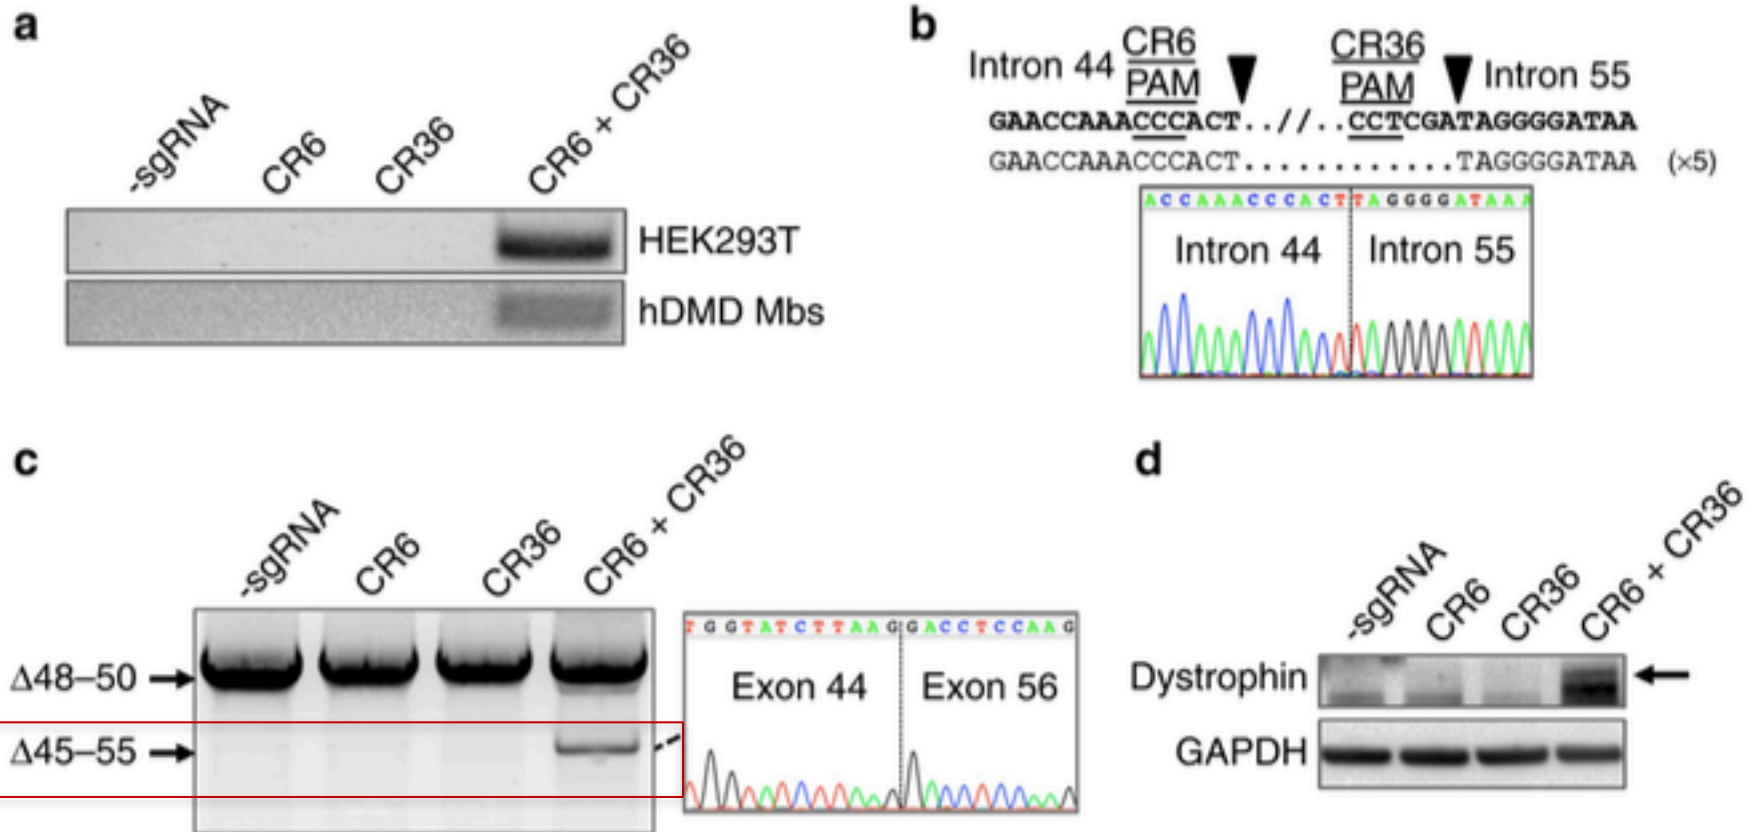 a
-sgRNA
CR6
CR36
CR6 + CR36
HEK293T
hDMD Mbs
b
Intron 44 CR6 PAM CR36 PAM Intron 55
GAACCAAACCCACT..//..CCTCGATAGGGGATAA
GAACCAAACCCACT............TAGGGGATAA (×5)
ACCAAACCCACTTAGGGGATAAA
Intron 44 Intron 55
c
-sgRNA
CR6
CR36
CR6 + CR36
Δ48–50
Δ45–55
TGGTATCTTAAGGACCTCCAAG
Exon 44 Exon 56
d
-sgRNA
CR6
CR36
CR6 + CR36
Dystrophin
GAPDH